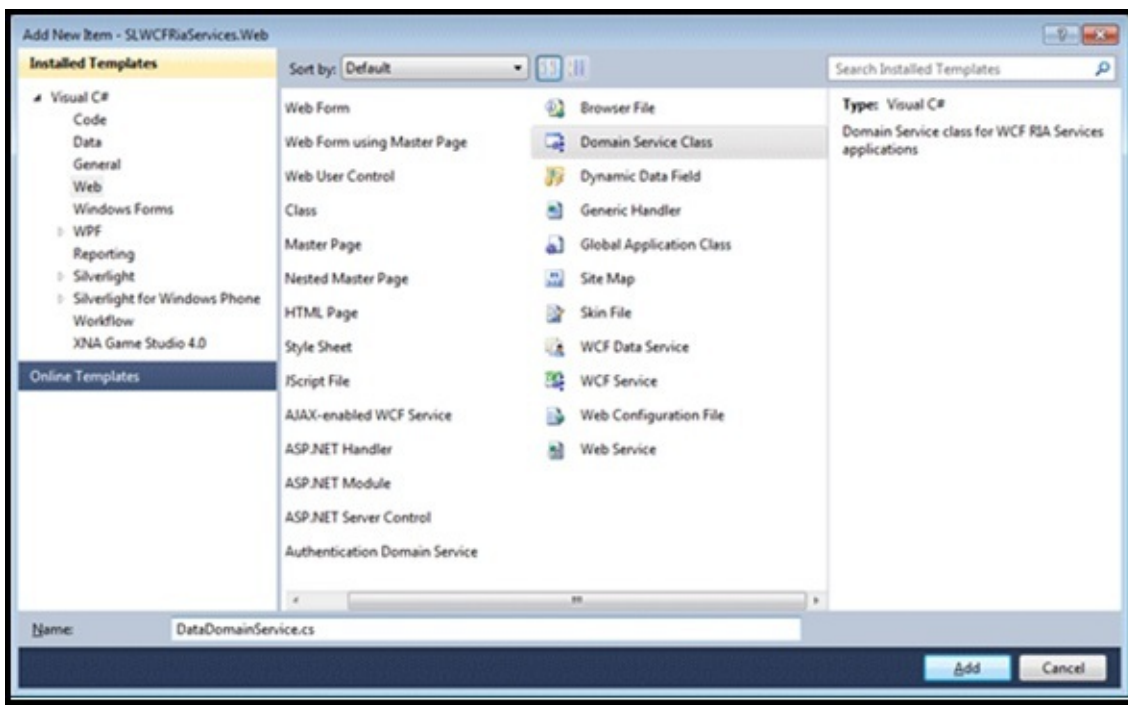 Add New Item - SLWCFRiaServices.Web
Installed Templates
Visual C#
Code
Data
General
Web
Windows Forms
WPF
Reporting
Silverlight
Silverlight for Windows Phone
Workflow
XNA Game Studio 4.0
Online Templates
Sort by: Default
Web Form
Web Form using Master Page
Web User Control
Class
Master Page
Nested Master Page
HTML Page
Style Sheet
JScript File
AJAX-enabled WCF Service
ASP.NET Handler
ASP.NET Module
ASP.NET Server Control
Authentication Domain Service
Browser File
Domain Service Class
Dynamic Data Field
Generic Handler
Global Application Class
Site Map
Skin File
WCF Data Service
WCF Service
Web Configuration File
Web Service
Search Installed Templates
Type: Visual C#
Domain Service class for WCF RIA Services
applications
Name: DataDomainService.cs
Add Cancel